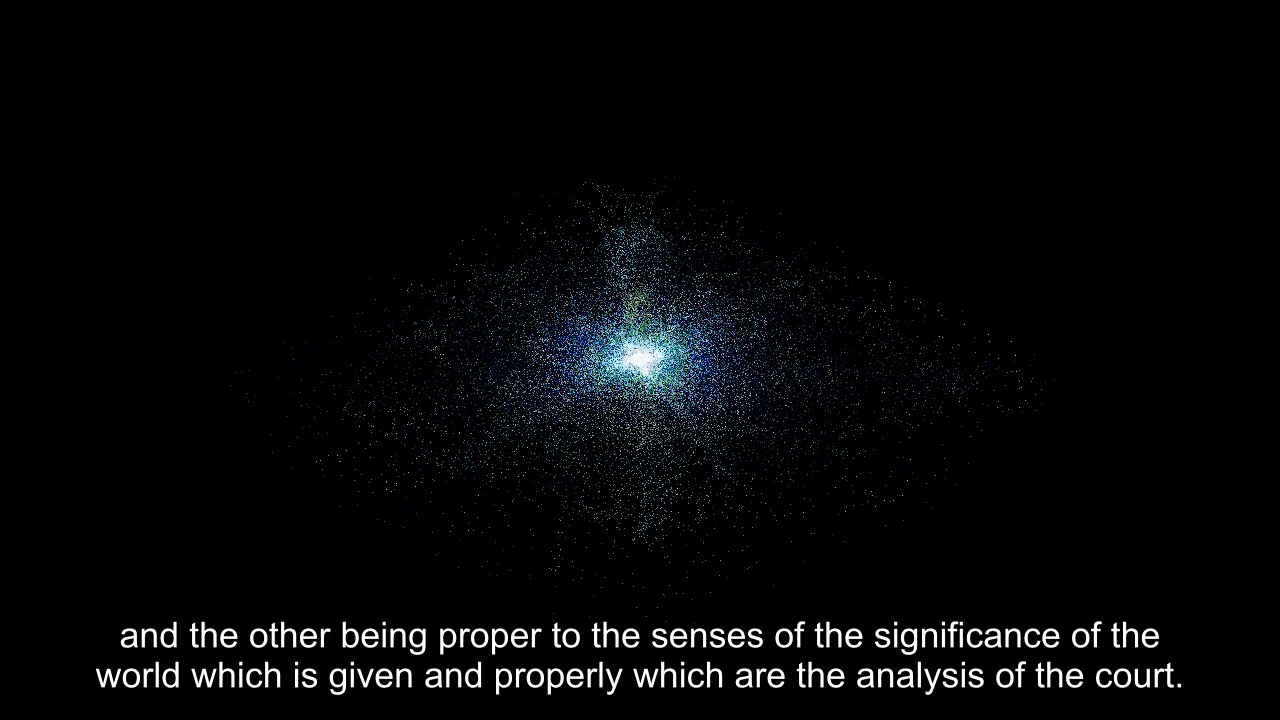 and the other being proper to the senses of the significance of the
world which is given and properly which are the analysis of the court.